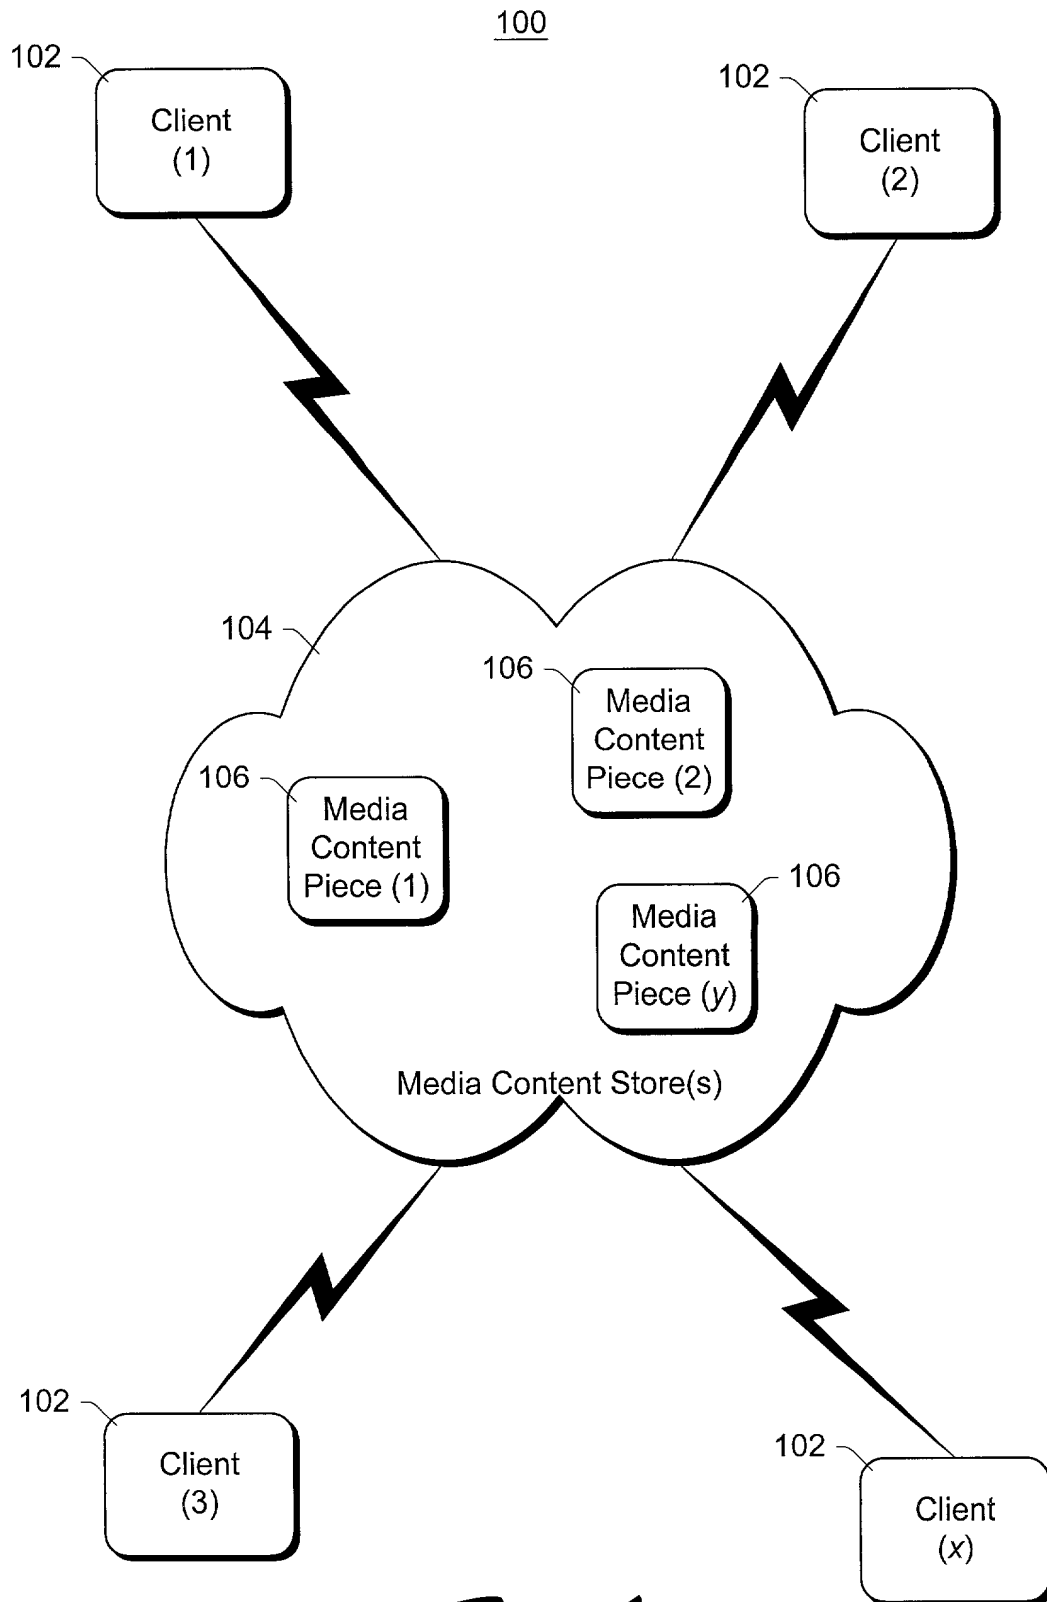 100
102
Client
(1)
102
Client
(2)
104
106
Media
Content
Piece (2)
106
Media
Content
Piece (1)
106
Media
Content
Piece (y)
Media Content Store(s)
102
Client
(3)
102
Client
(x)